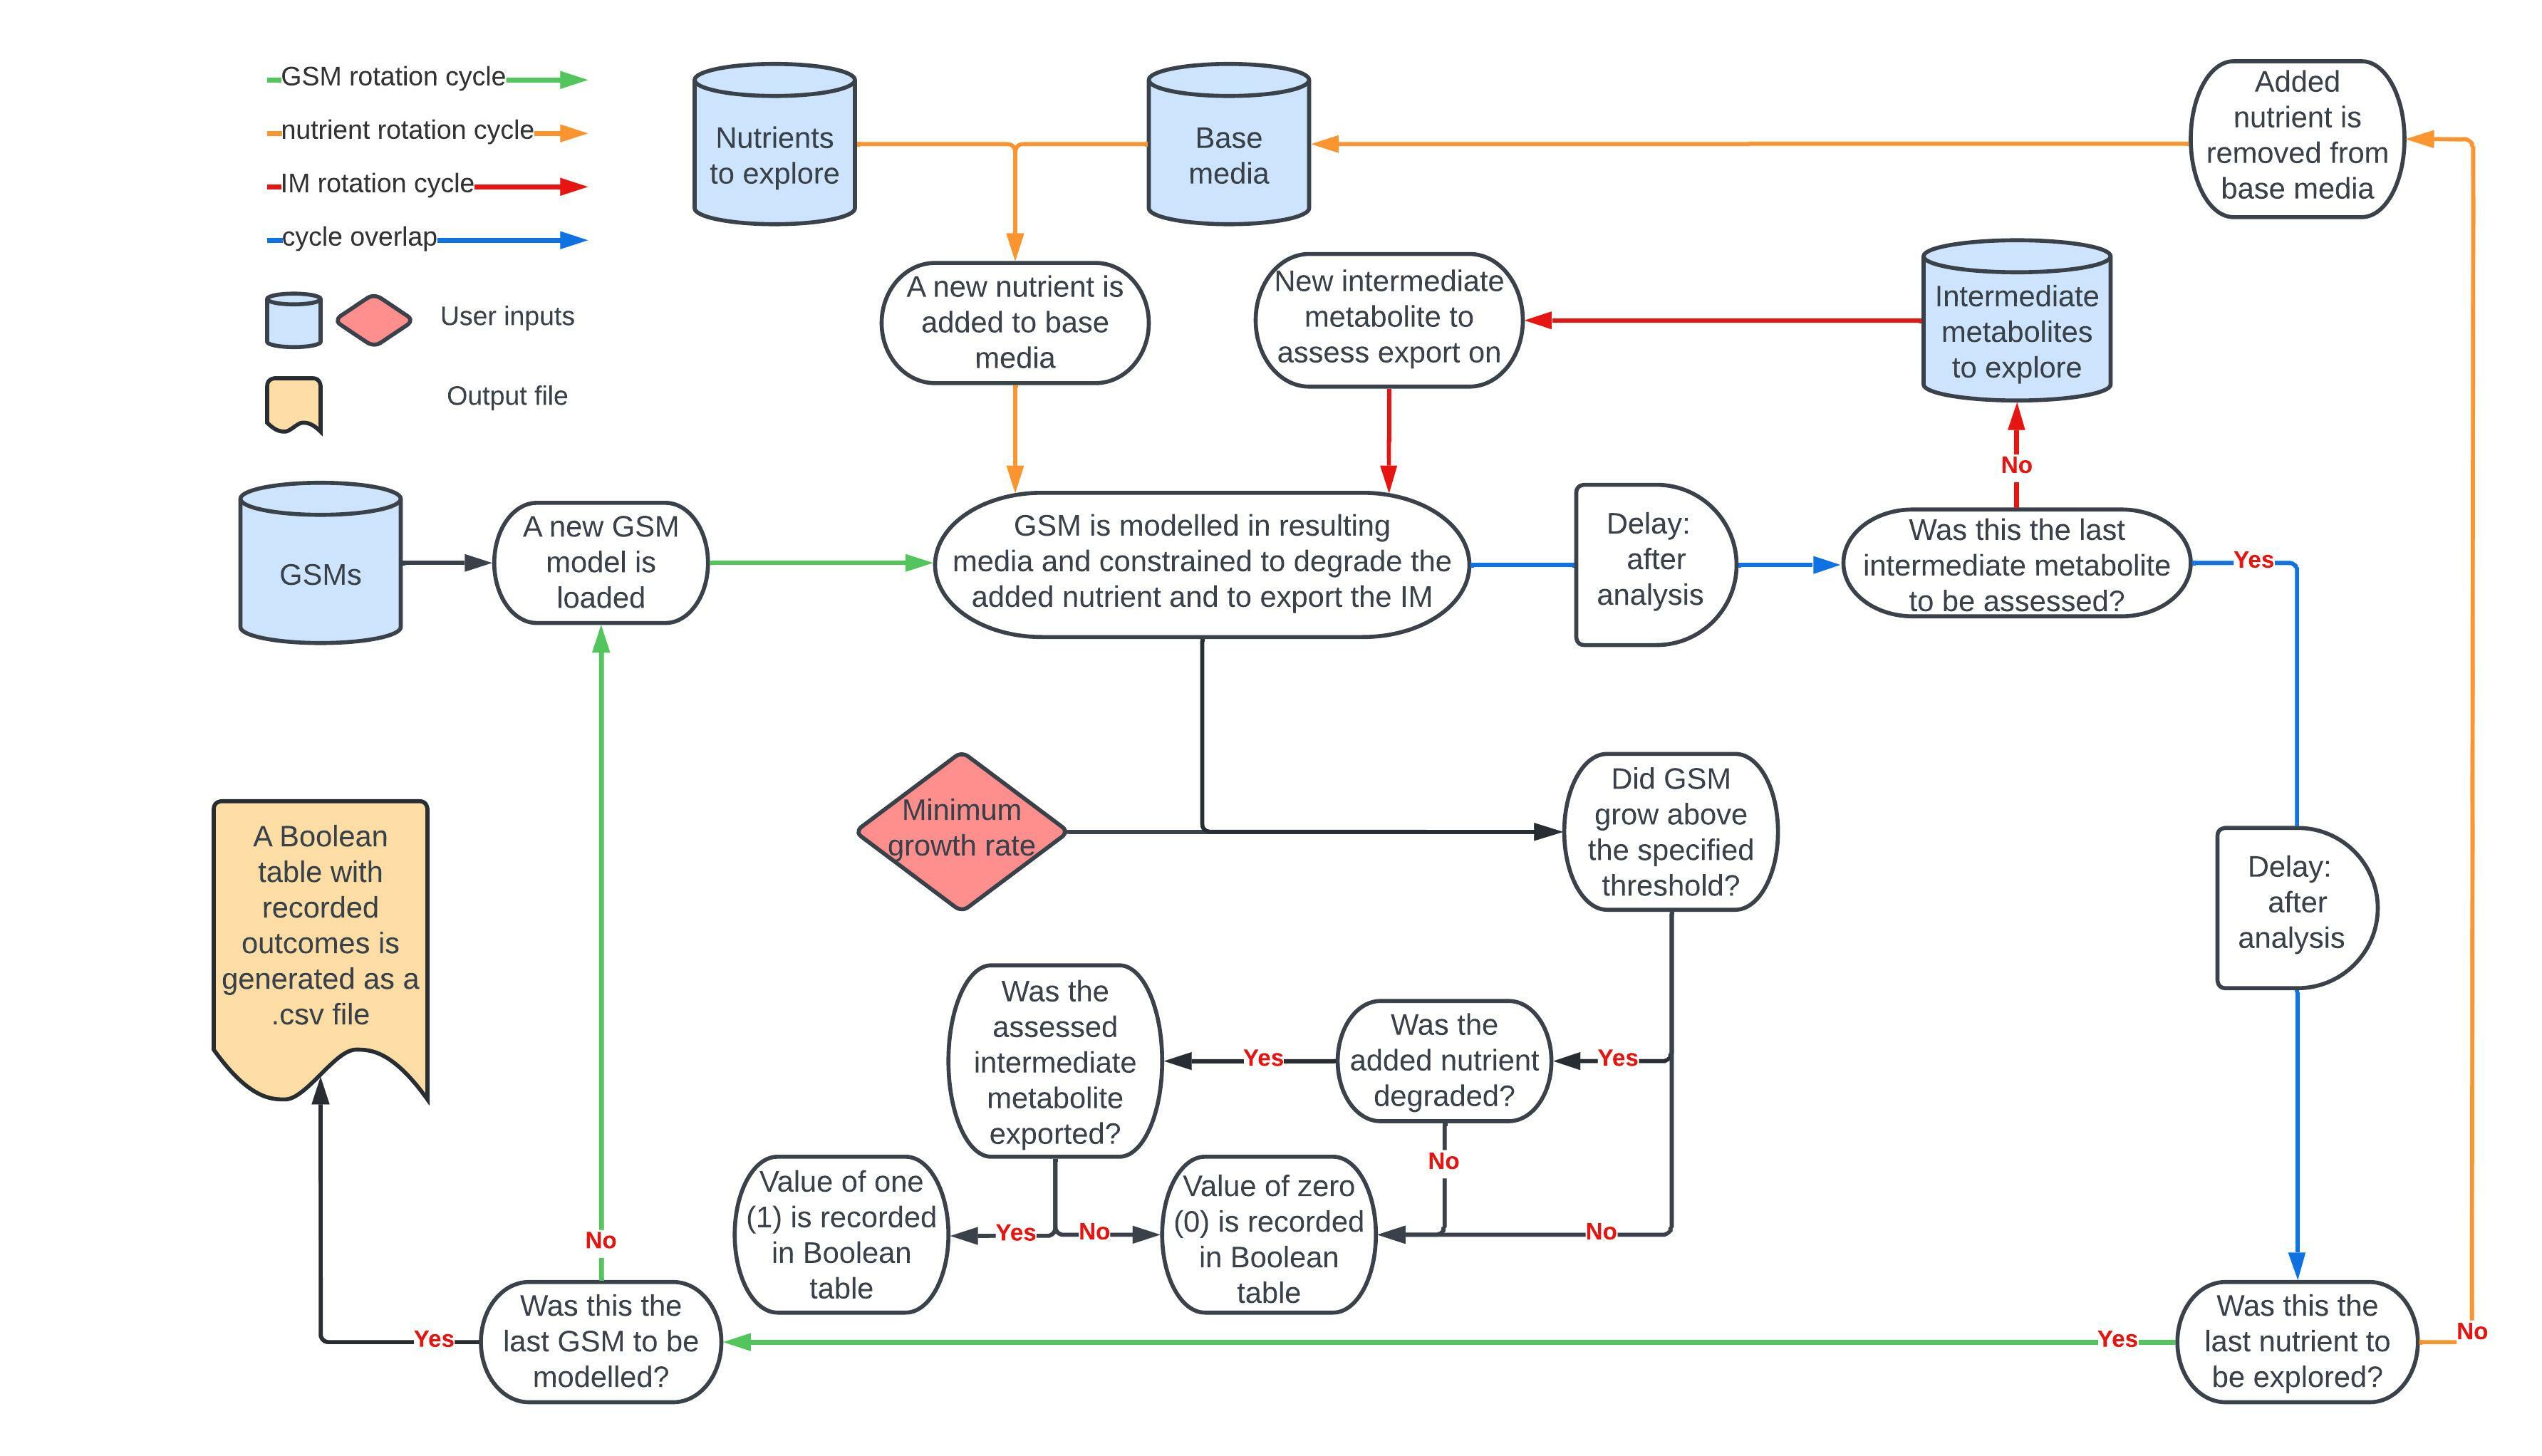 GSM rotation cycle
nutrient rotation cycle
IM rotation cycle
cycle overlap
User inputs
Output file
Nutrients
to explore
Base
media
Added
nutrient is
removed from
base media
A new nutrient is
added to base
media
New intermediate
metabolite to
assess export on
Intermediate
metabolites
to explore
No
GSMs
A new GSM
model is
loaded
GSM is modelled in resulting
media and constrained to degrade the
added nutrient and to export the IM
Delay:
after
analysis
Was this the last
intermediate metabolite
to be assessed?
Yes
Minimum
growth rate
Did GSM
grow above
the specified
threshold?
Delay:
after
analysis
A Boolean
table with
recorded
outcomes is
generated as a
.csv file
Was the
assessed
intermediate
metabolite
exported?
Yes
Was the
added nutrient
degraded?
Yes
No
Value of one
(1) is recorded
in Boolean
table
Yes
No
Value of zero
(0) is recorded
in Boolean
table
No
No
Yes
Was this the
last GSM to be
modelled?
Yes
Was this the
last nutrient to
be explored?
No